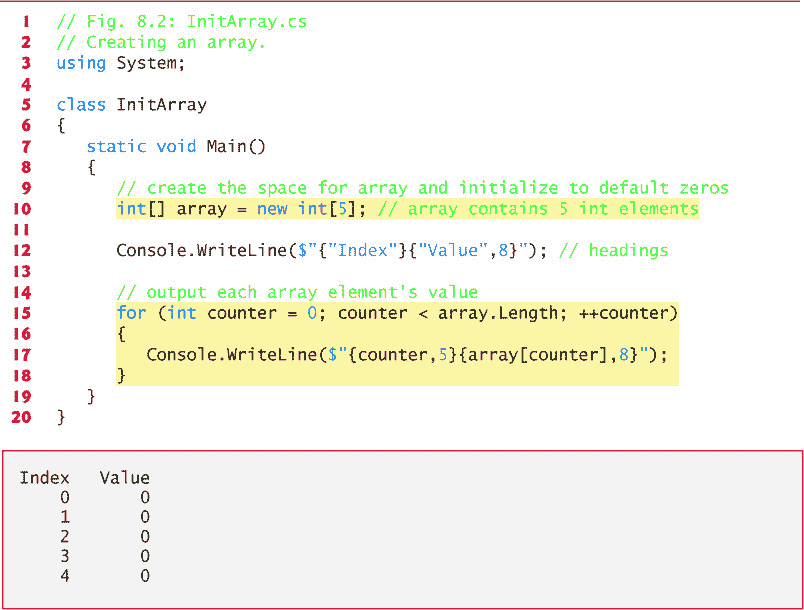 1 // Fig. 8.2: InitArray.cs
2 // Creating an array.
3 using System;
4
5 class InitArray
6 {
7 static void Main()
8 {
9 // create the space for array and initialize to default zeros
10 int[] array = new int[5]; // array contains 5 int elements
11
12 Console.WriteLine($"{"Index"}{"Value",8}"); // headings
13
14 // output each array element's value
15 for (int counter = 0; counter < array.Length; ++counter)
16 {
17 Console.WriteLine($"{counter,5}{array[counter],8}");
18 }
19 }
20 }
Index Value
0 0
1 0
2 0
3 0
4 0